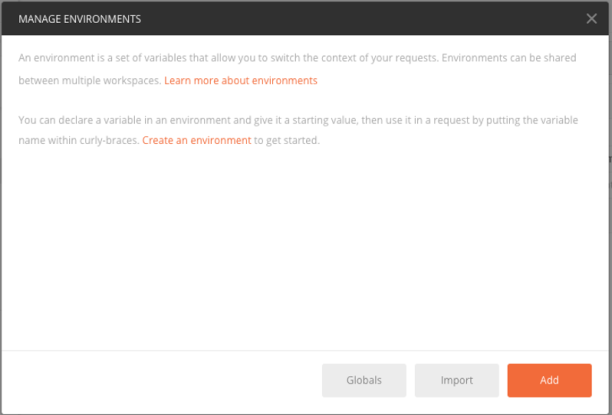 MANAGE ENVIRONMENTS
An environment is a set of variables that allow you to switch the context of your requests. Environments can be shared
between multiple workspaces. Learn more about environments
You can declare a variable in an environment and give it a starting value, then use it in a request by putting the variable
name within curly-braces. Create an environment to get started.
Globals Import Add